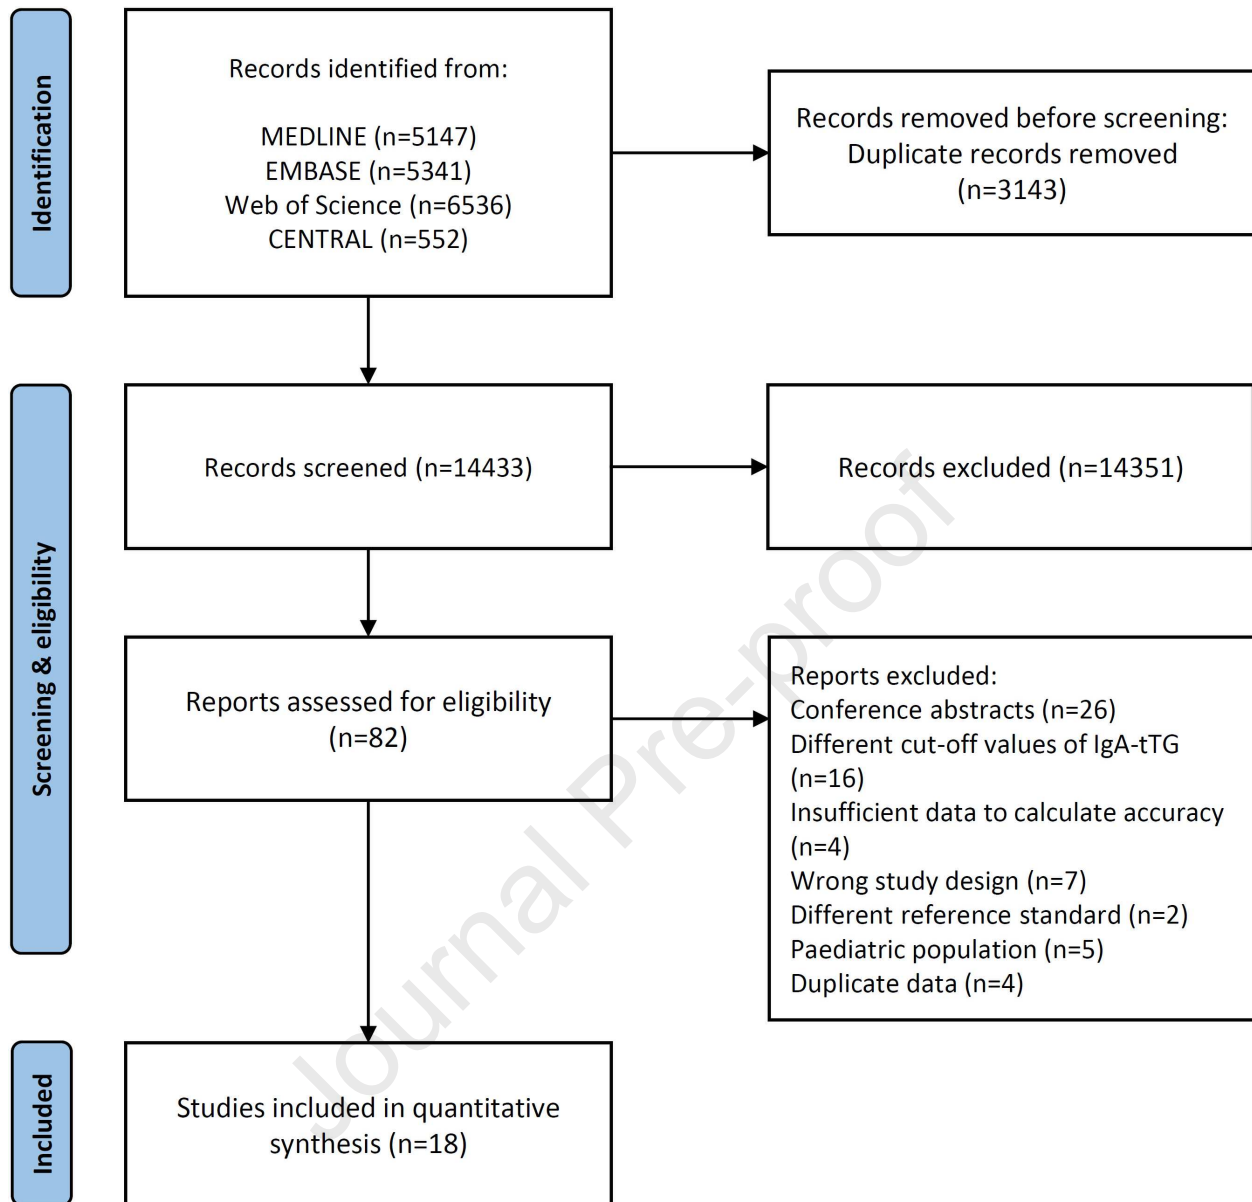 Identification
Records identified from:
MEDLINE (n=5147)
EMBASE (n=5341)
Web of Science (n=6536)
CENTRAL (n=552)
Records removed before screening:
Duplicate records removed
(n=3143)
Screening & eligibility
Records screened (n=14433)
Records excluded (n=14351)
Reports assessed for eligibility
(n=82)
Reports excluded:
Conference abstracts (n=26)
Different cut-off values of IgA-tTG
(n=16)
Insufficient data to calculate accuracy
(n=4)
Wrong study design (n=7)
Different reference standard (n=2)
Paediatric population (n=5)
Duplicate data (n=4)
Included
Studies included in quantitative
synthesis (n=18)
Journal Pre-proof